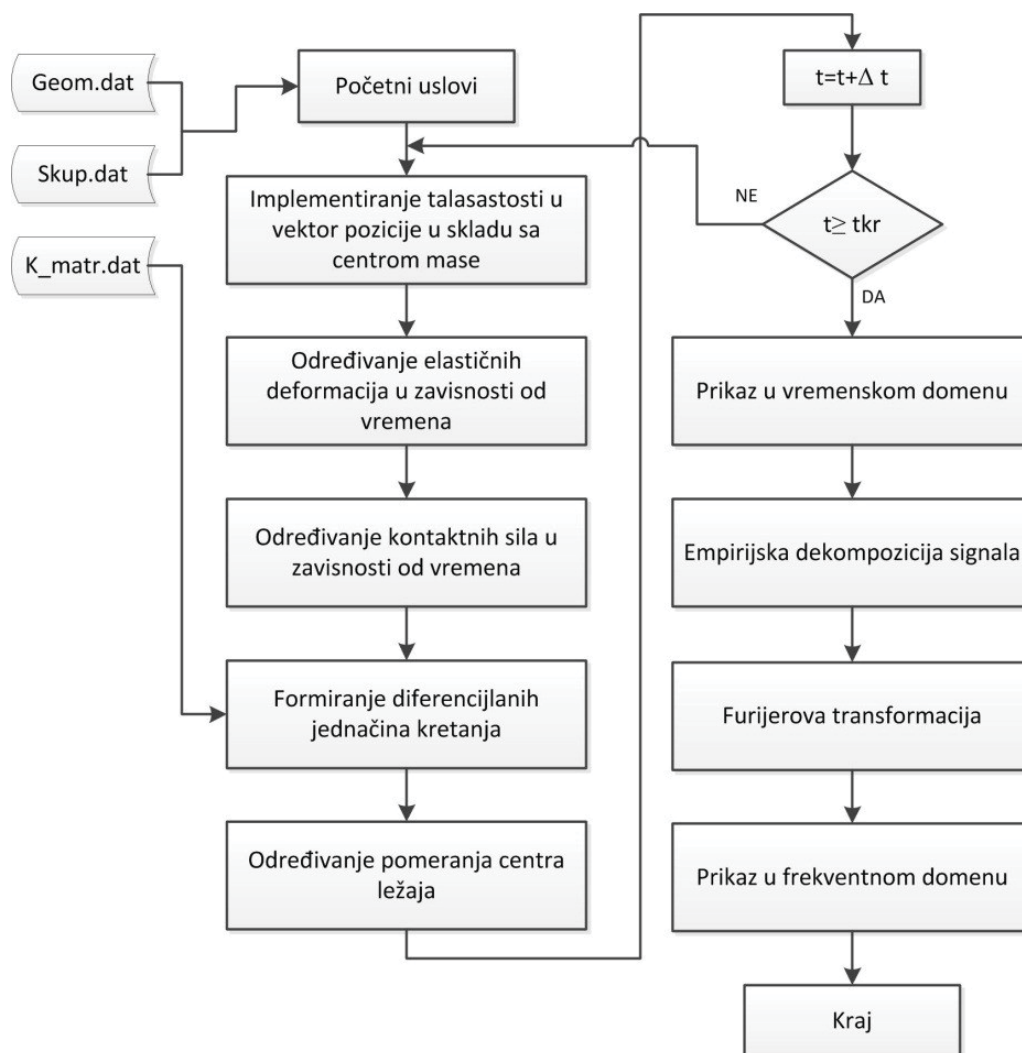 Geom.dat
Skup.dat
K_matr.dat
Početni uslovi
Implementiranje talasastosti u
vektor pozicije u skladu sa
centrom mase
Određivanje elastičnih
deformacija u zavisnosti od
vremena
Određivanje kontaktnih sila u
zavisnosti od vremena
Formiranje diferencijlanih
jednačina kretanja
Određivanje pomeranja centra
ležaja
t=t+Δ t
NE
t≥ tkr
DA
Prikaz u vremenskom domenu
Empirijska dekompozicija signala
Furijerova transformacija
Prikaz u frekventnom domenu
Kraj